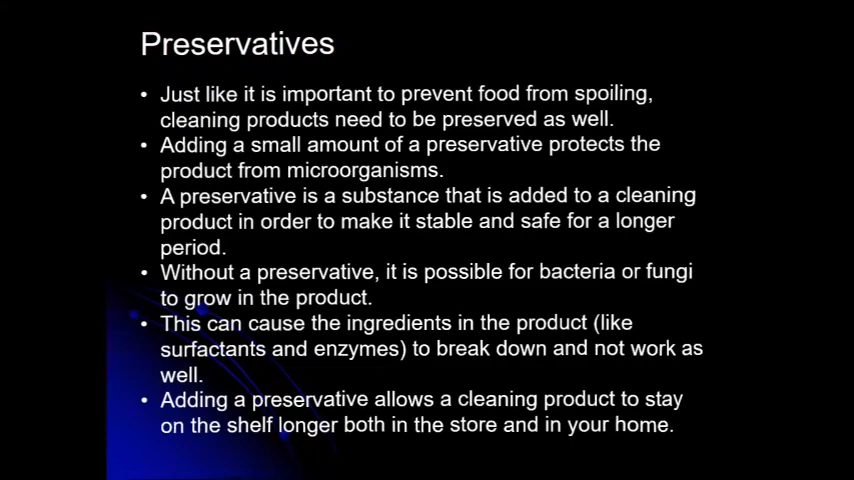 Preservatives
• Just like it is important to prevent food from spoiling,
cleaning products need to be preserved as well.
• Adding a small amount of a preservative protects the
product from microorganisms.
• A preservative is a substance that is added to a cleaning
product in order to make it stable and safe for a longer
period.
• Without a preservative, it is possible for bacteria or fungi
to grow in the product.
• This can cause the ingredients in the product (like
surfactants and enzymes) to break down and not work as
well.
• Adding a preservative allows a cleaning product to stay
on the shelf longer both in the store and in your home.